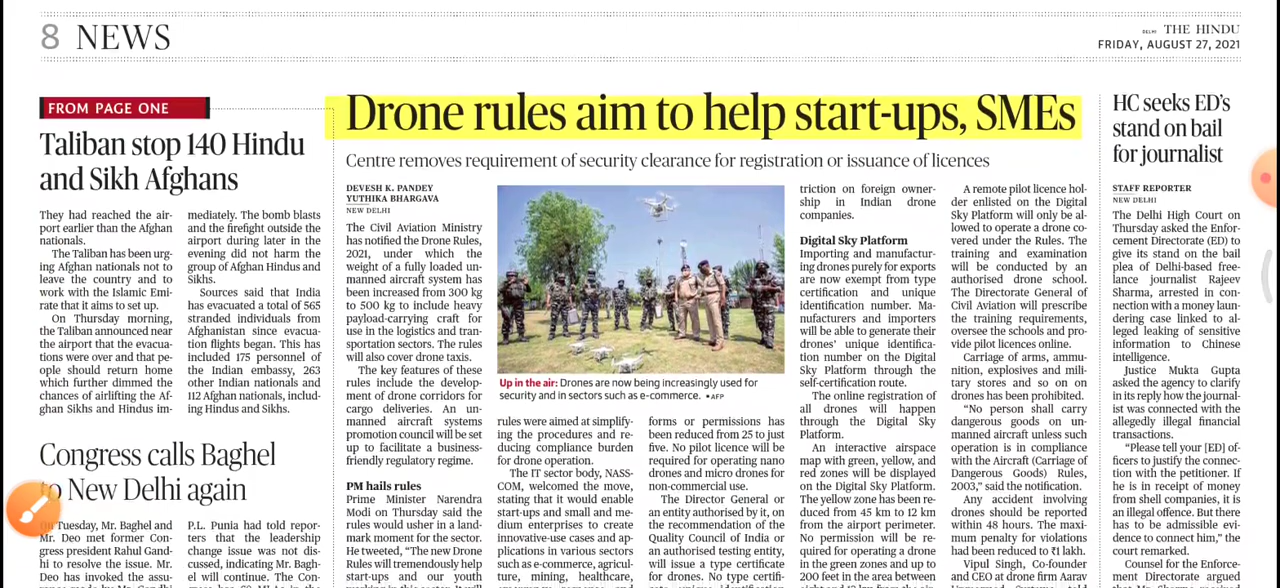 8 NEWS
DELHI THE HINDU
FRIDAY, AUGUST 27, 2021
FROM PAGE ONE
Taliban stop 140 Hindu
and Sikh Afghans
They had reached the air-
port earlier than the Afghan
nationals.
The Taliban has been urg-
ing Afghan nationals not to
leave the country and to
work with the Islamic Emi-
rate that it aims to set up.
On Thursday morning,
the Taliban announced near
the airport that the evacua-
tions were over and that peo-
ple should return home
which further dimmed the
chances of airlifting the Af-
ghan Sikhs and Hindus im-
mediately. The bomb blasts
and the firefight outside the
airport during later in the
evening did not harm the
group of Afghan Hindus and
Sikhs.
Sources said that India
has evacuated a total of 565
stranded individuals from
Afghanistan since evacua-
tion flights began. This has
included 175 personnel of
the Indian embassy, 263
other Indian nationals and
112 Afghan nationals, includ-
ing Hindus and Sikhs.
Congress calls Baghel
to New Delhi again
On Tuesday, Mr. Baghel and
Mr. Deo met former Con-
gress president Rahul Gand-
hi to resolve the issue. Mr.
Deo has invoked the assu-
P.L. Punia had told repor-
ters that the leadership
change issue was not dis-
cussed, indicating Mr. Bagh-
el will continue. The Con-
Drone rules aim to help start-ups, SMEs
Centre removes requirement of security clearance for registration or issuance of licences
DEVESH K. PANDEY
YUTHIKA BHARGAVA
NEW DELHI
The Civil Aviation Ministry
has notified the Drone Rules,
2021, under which the
weight of a fully loaded un-
manned aircraft system has
been increased from 300 kg
to 500 kg to include heavy
payload-carrying craft for
use in the logistics and tran-
sportation sectors. The rules
will also cover drone taxis.
The key features of these
rules include the develop-
ment of drone corridors for
cargo deliveries. An un-
manned aircraft systems
promotion council will be set
up to facilitate a business-
friendly regulatory regime.
PM hails rules
Prime Minister Narendra
Modi on Thursday said the
rules would usher in a land-
mark moment for the sector.
He tweeted, “The new Drone
Rules will tremendously help
start-ups and our youth
Up in the air: Drones are now being increasingly used for
security and in sectors such as e-commerce. •AFP
rules were aimed at simplify-
ing the procedures and re-
ducing compliance burden
for drone operation.
The IT sector body, NASS-
COM, welcomed the move,
stating that it would enable
start-ups and small and me-
dium enterprises to create
innovative-use cases and ap-
plications in various sectors
such as e-commerce, agricul-
ture, mining, healthcare,
forms or permissions has
been reduced from 25 to just
five. No pilot licence will be
required for operating nano
drones and micro drones for
non-commercial use.
The Director General or
an entity authorised by it, on
the recommendation of the
Quality Council of India or
an authorised testing entity,
will issue a type certificate
for drones. No type certifi-
triction on foreign owner-
ship in Indian drone
companies.
Digital Sky Platform
Importing and manufactur-
ing drones purely for exports
are now exempt from type
certification and unique
identification number. Ma-
nufacturers and importers
will be able to generate their
drones’ unique identifica-
tion number on the Digital
Sky Platform through the
self-certification route.
The online registration of
all drones will happen
through the Digital Sky
Platform.
An interactive airspace
map with green, yellow, and
red zones will be displayed
on the Digital Sky Platform.
The yellow zone has been re-
duced from 45 km to 12 km
from the airport perimeter.
No permission will be re-
quired for operating a drone
in the green zones and up to
200 feet in the area between
A remote pilot licence hol-
der enlisted on the Digital
Sky Platform will only be al-
lowed to operate a drone co-
vered under the Rules. The
training and examination
will be conducted by an
authorised drone school.
The Directorate General of
Civil Aviation will prescribe
the training requirements,
oversee the schools and pro-
vide pilot licences online.
Carriage of arms, ammu-
nition, explosives and mili-
tary stores and so on on
drones has been prohibited.
“No person shall carry
dangerous goods on un-
manned aircraft unless such
operation is in compliance
with the Aircraft (Carriage of
Dangerous Goods) Rules,
2003,” said the notification.
Any accident involving
drones should be reported
within 48 hours. The maxi-
mum penalty for violations
had been reduced to ₹1 lakh.
Vipul Singh, Co-founder
and CEO at drone firm Aarav
HC seeks ED’s
stand on bail
for journalist
STAFF REPORTER
NEW DELHI
The Delhi High Court on
Thursday asked the Enfor-
cement Directorate (ED) to
give its stand on the bail
plea of Delhi-based free-
lance journalist Rajeev
Sharma, arrested in con-
nection with a money laun-
dering case linked to al-
leged leaking of sensitive
information to Chinese
intelligence.
Justice Mukta Gupta
asked the agency to clarify
in its reply how the journal-
ist was connected with the
allegedly illegal financial
transactions.
“Please tell your [ED] of-
ficers to justify the connec-
tion with the petitioner. If
he is in receipt of money
from shell companies, it is
an illegal offence. But there
has to be admissible evi-
dence to connect him,” the
court remarked.
Counsel for the Enforce-
ment Directorate argued